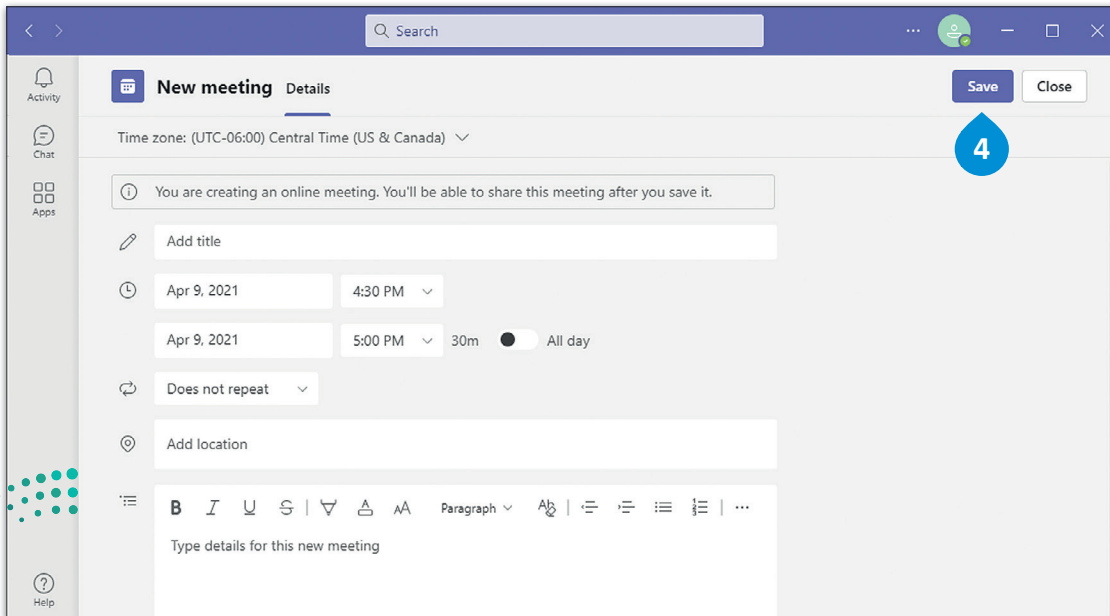 Search
Activity
New meeting Details
Save Close
Time zone: (UTC-06:00) Central Time (US & Canada)
4
Chat
You are creating an online meeting. You'll be able to share this meeting after you save it.
Apps
Add title
Apr 9, 2021 4:30 PM
Apr 9, 2021 5:00 PM 30m All day
Does not repeat
Add location
B I U S A AA Paragraph Ab
Type details for this new meeting
Help